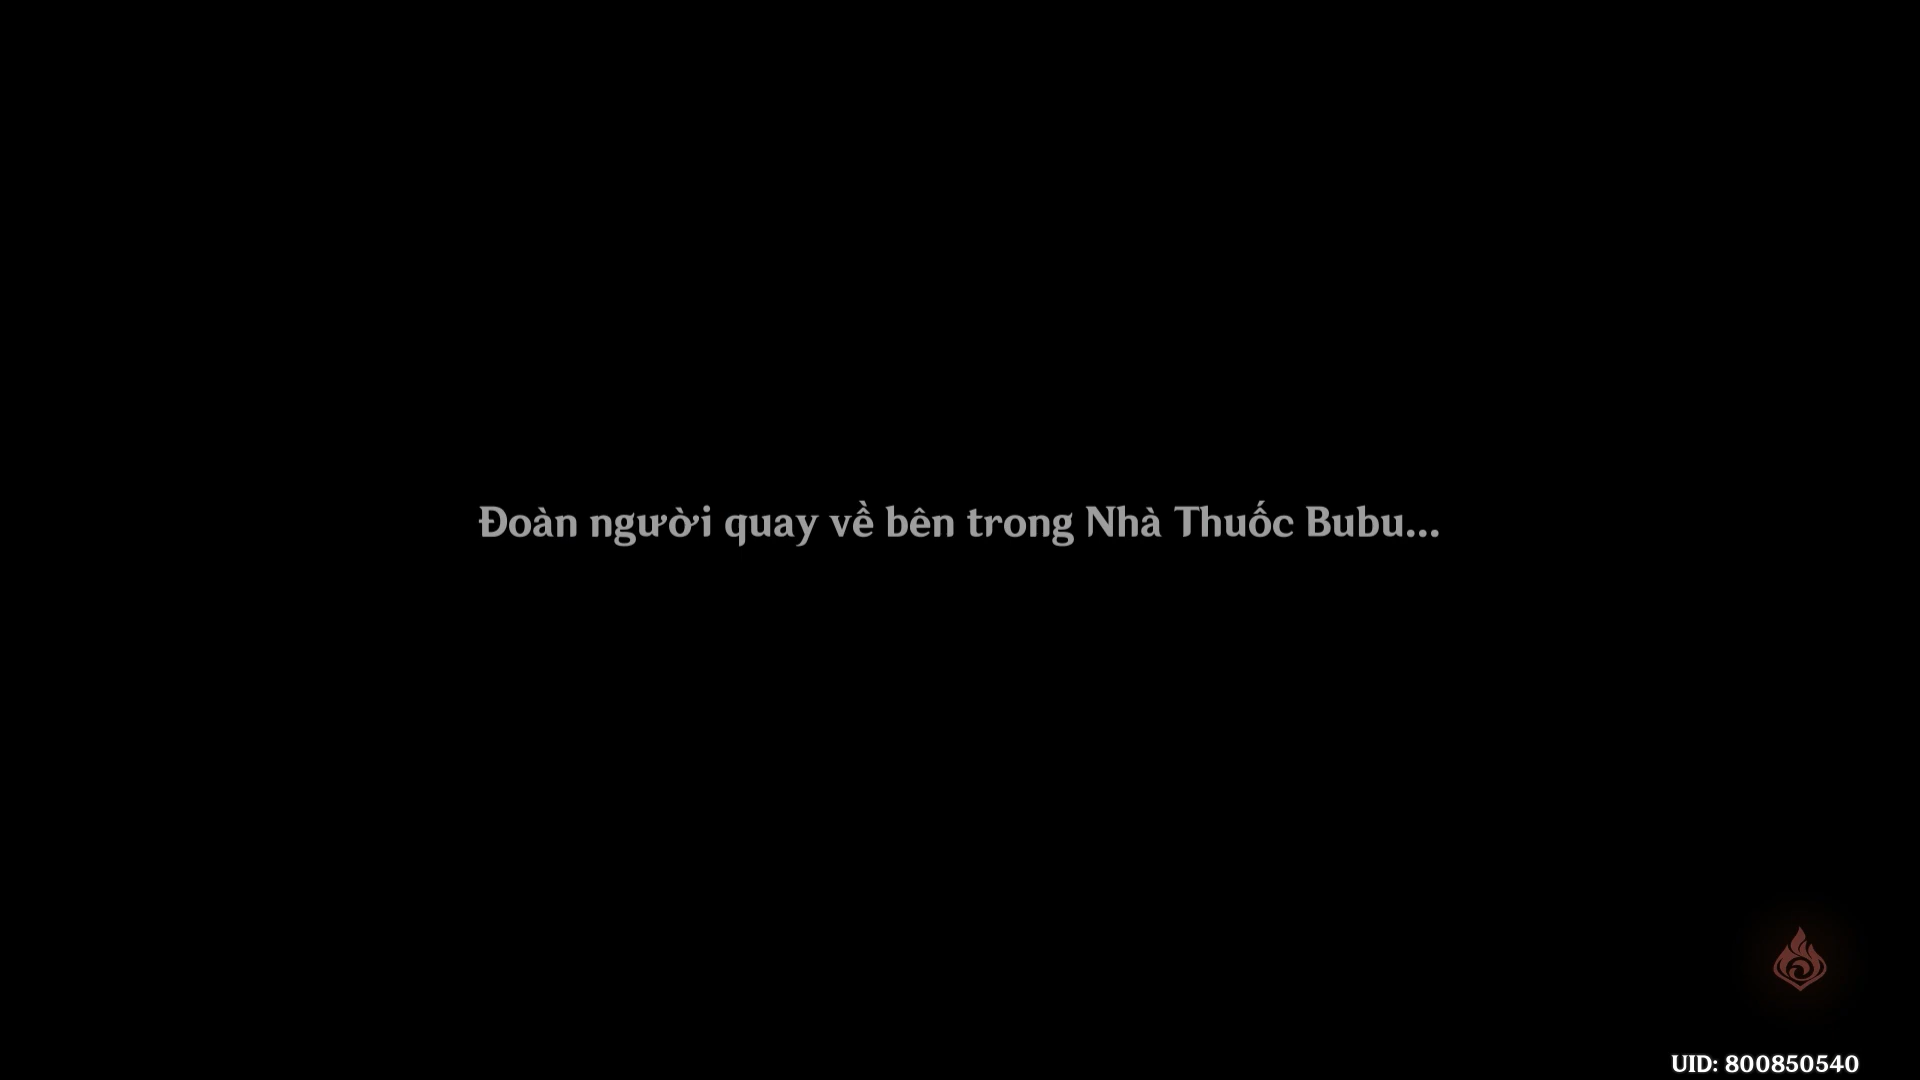 Đoàn người quay về bên trong Nhà Thuốc Bubu...
UID: 800850540